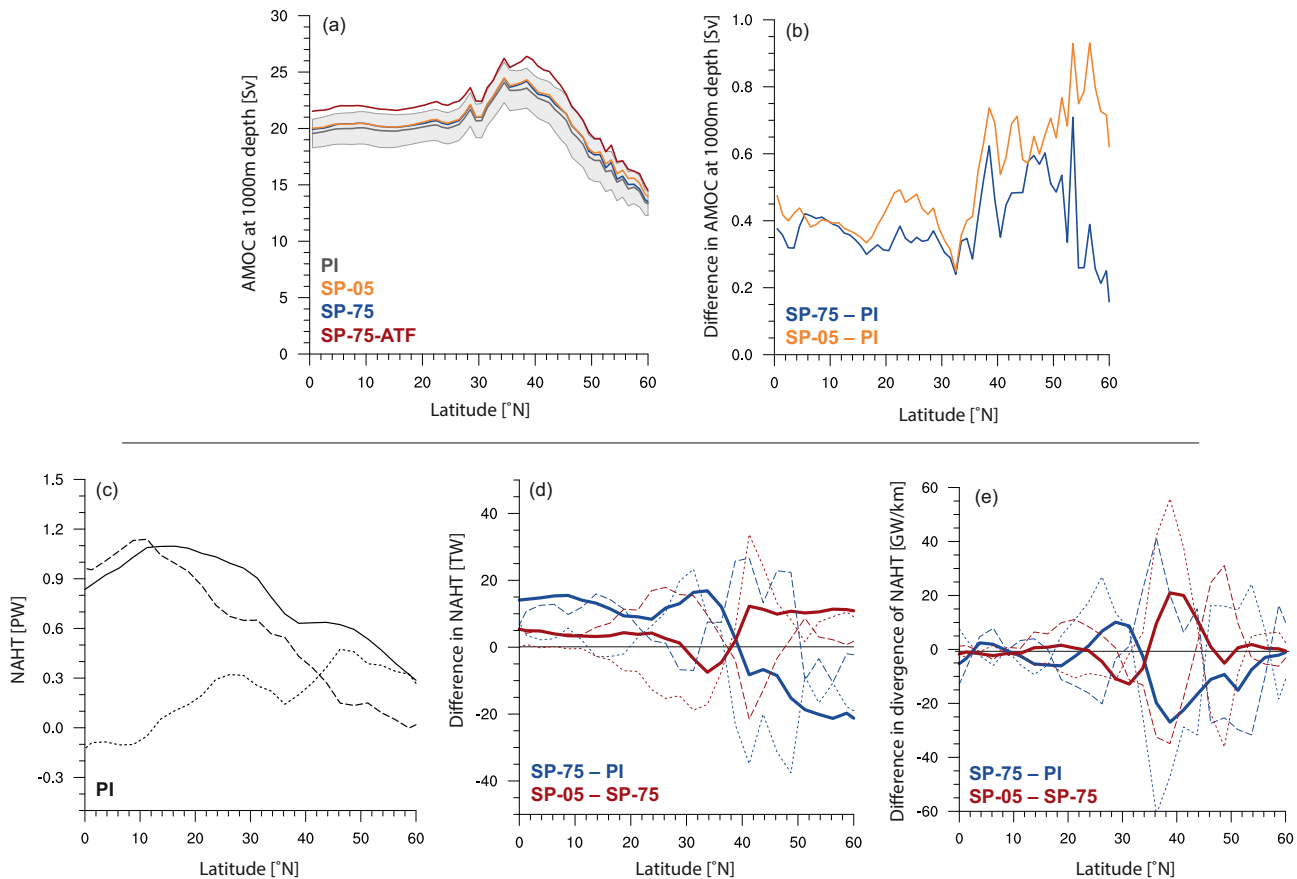 (a)
AMOC at 1000m depth [Sv]
30
25
20
15
10
5
0
PI
SP-05
SP-75
SP-75-ATF
0 10 20 30 40 50 60
Latitude [°N]
(b)
Difference in AMOC at 1000m depth [Sv]
1.0
0.8
0.6
0.4
0.2
0.0
SP-75 – PI
SP-05 – PI
0 10 20 30 40 50 60
Latitude [°N]
(c)
NAHT [PW]
1.5
1.2
0.9
0.6
0.3
0.0
-0.3
PI
0 10 20 30 40 50 60
Latitude [°N]
(d)
Difference in NAHT [TW]
40
20
0
-20
-40
SP-75 – PI
SP-05 – SP-75
0 10 20 30 40 50 60
Latitude [°N]
(e)
Difference in divergence of NAHT [GW/km]
60
40
20
0
-20
-40
-60
SP-75 – PI
SP-05 – SP-75
0 10 20 30 40 50 60
Latitude [°N]